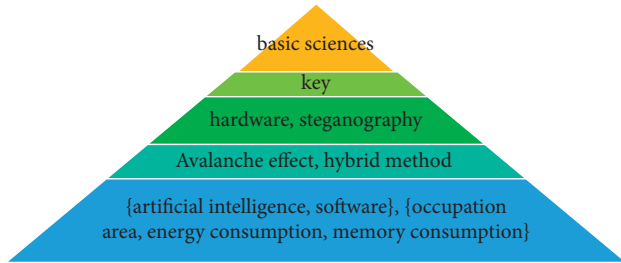 basic sciences
key
hardware, steganography
Avalanche effect, hybrid method
{artificial intelligence, software}, {occupation
area, energy consumption, memory consumption}